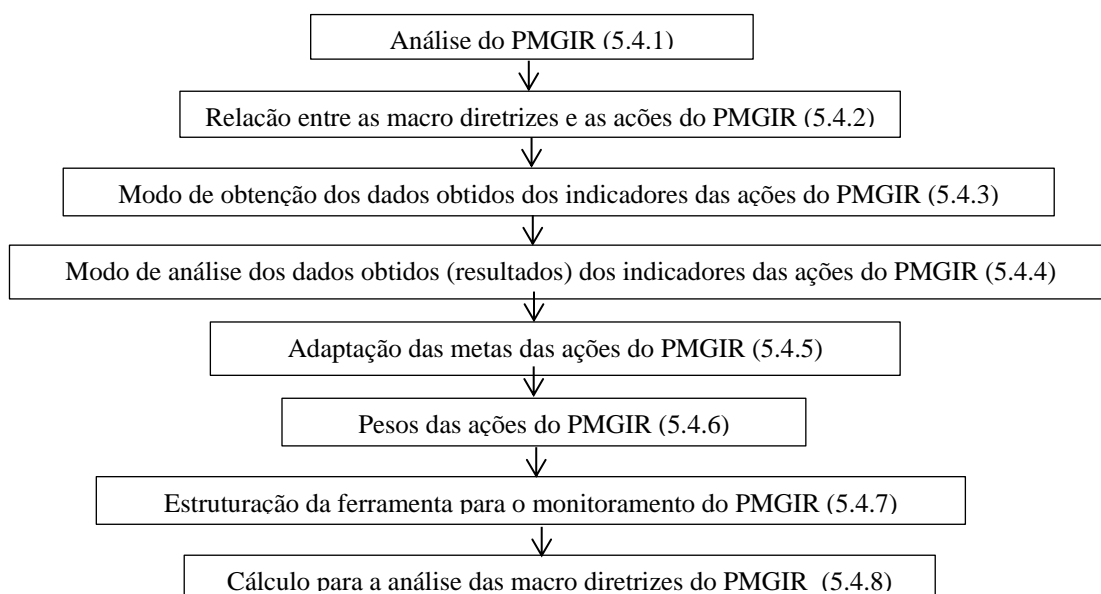 Análise do PMGIR (5.4.1)
Relação entre as macro diretrizes e as ações do PMGIR (5.4.2)
Modo de obtenção dos dados obtidos dos indicadores das ações do PMGIR (5.4.3)
Modo de análise dos dados obtidos (resultados) dos indicadores das ações do PMGIR (5.4.4)
Adaptação das metas das ações do PMGIR (5.4.5)
Pesos das ações do PMGIR (5.4.6)
Estruturação da ferramenta para o monitoramento do PMGIR (5.4.7)
Cálculo para a análise das macro diretrizes do PMGIR (5.4.8)